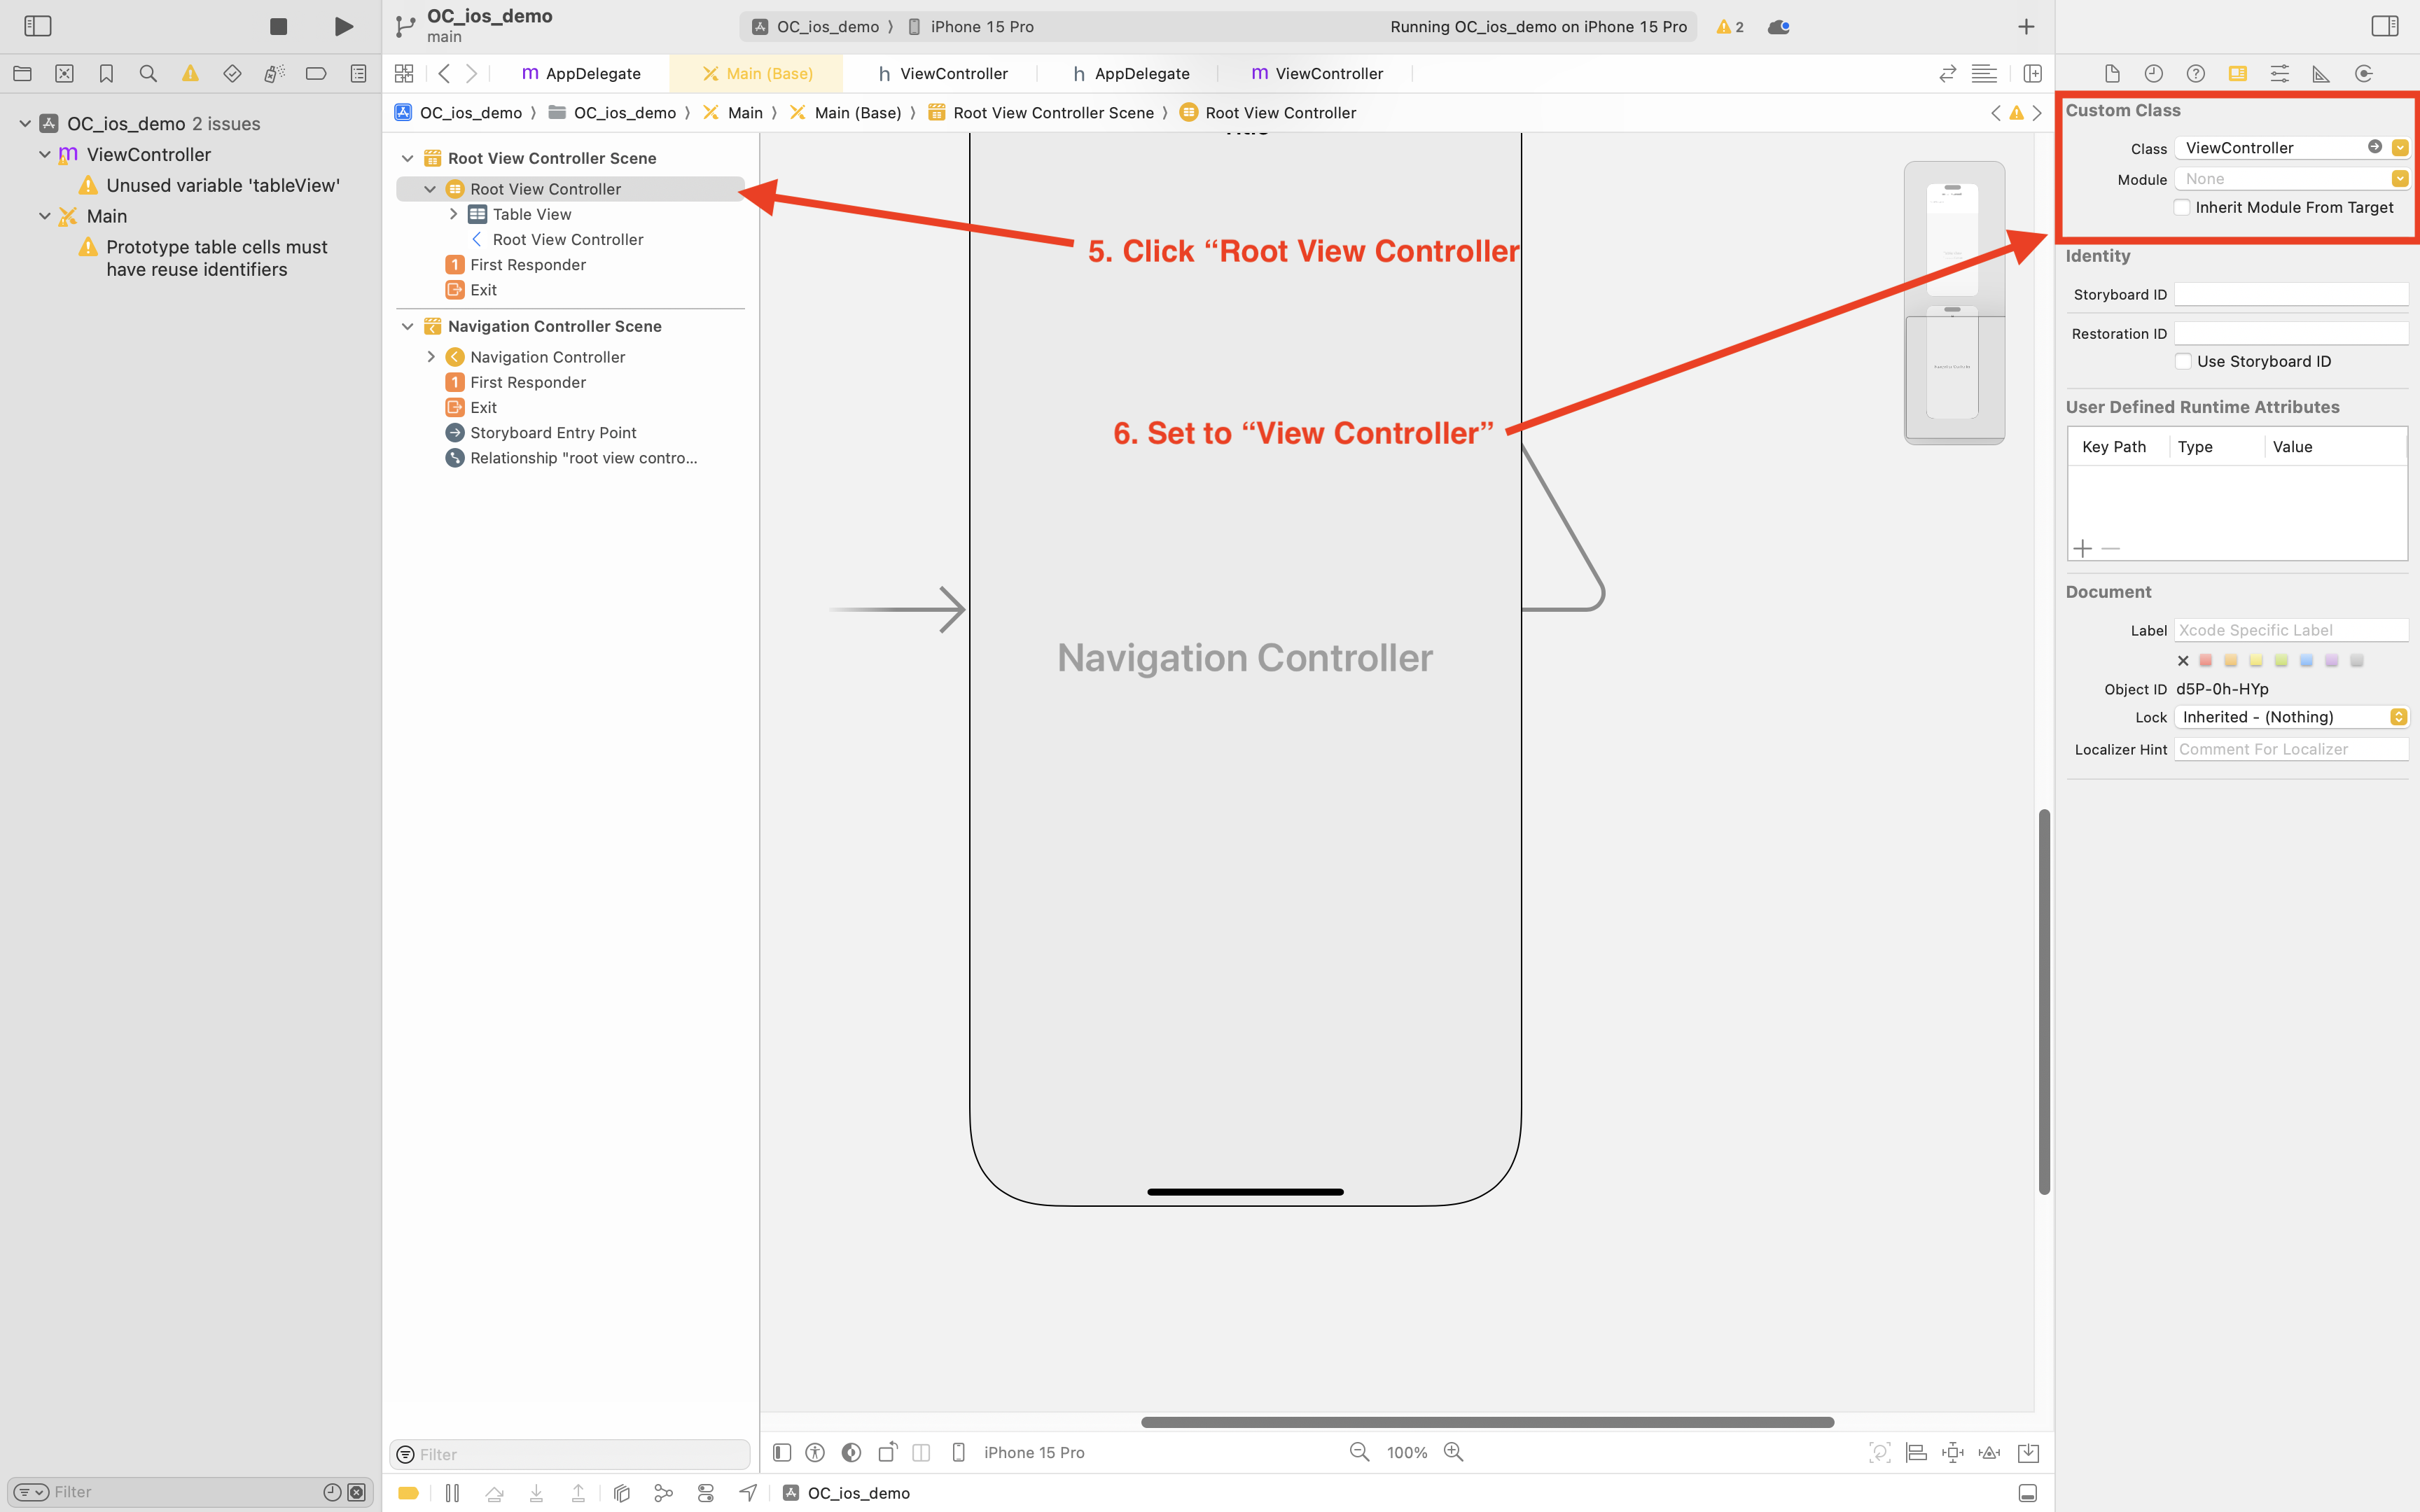 OC_ios_demo
main
OC_ios_demo 〉 iPhone 15 Pro
Running OC_ios_demo on iPhone 15 Pro
2
AppDelegate
Main (Base)
h ViewController
h AppDelegate
m ViewController
OC_ios_demo 〉 OC_ios_demo 〉 Main 〉 Main (Base) 〉 Root View Controller Scene 〉 Root View Controller
OC_ios_demo 2 issues
ViewController
Unused variable 'tableView'
Main
Prototype table cells must
have reuse identifiers
Filter
Root View Controller Scene
Root View Controller
Table View
Root View Controller
First Responder
Exit
Navigation Controller Scene
Navigation Controller
First Responder
Exit
Storyboard Entry Point
Relationship "root view contro...
Filter
5. Click “Root View Controller
6. Set to “View Controller”
Navigation Controller
iPhone 15 Pro
100%
OC_ios_demo
Custom Class
Class ViewController
Module None
Inherit Module From Target
Identity
Storyboard ID
Restoration ID
Use Storyboard ID
User Defined Runtime Attributes
Key Path Type Value
Document
Label Xcode Specific Label
Object ID d5P-0h-HYp
Lock Inherited - (Nothing)
Localizer Hint Comment For Localizer